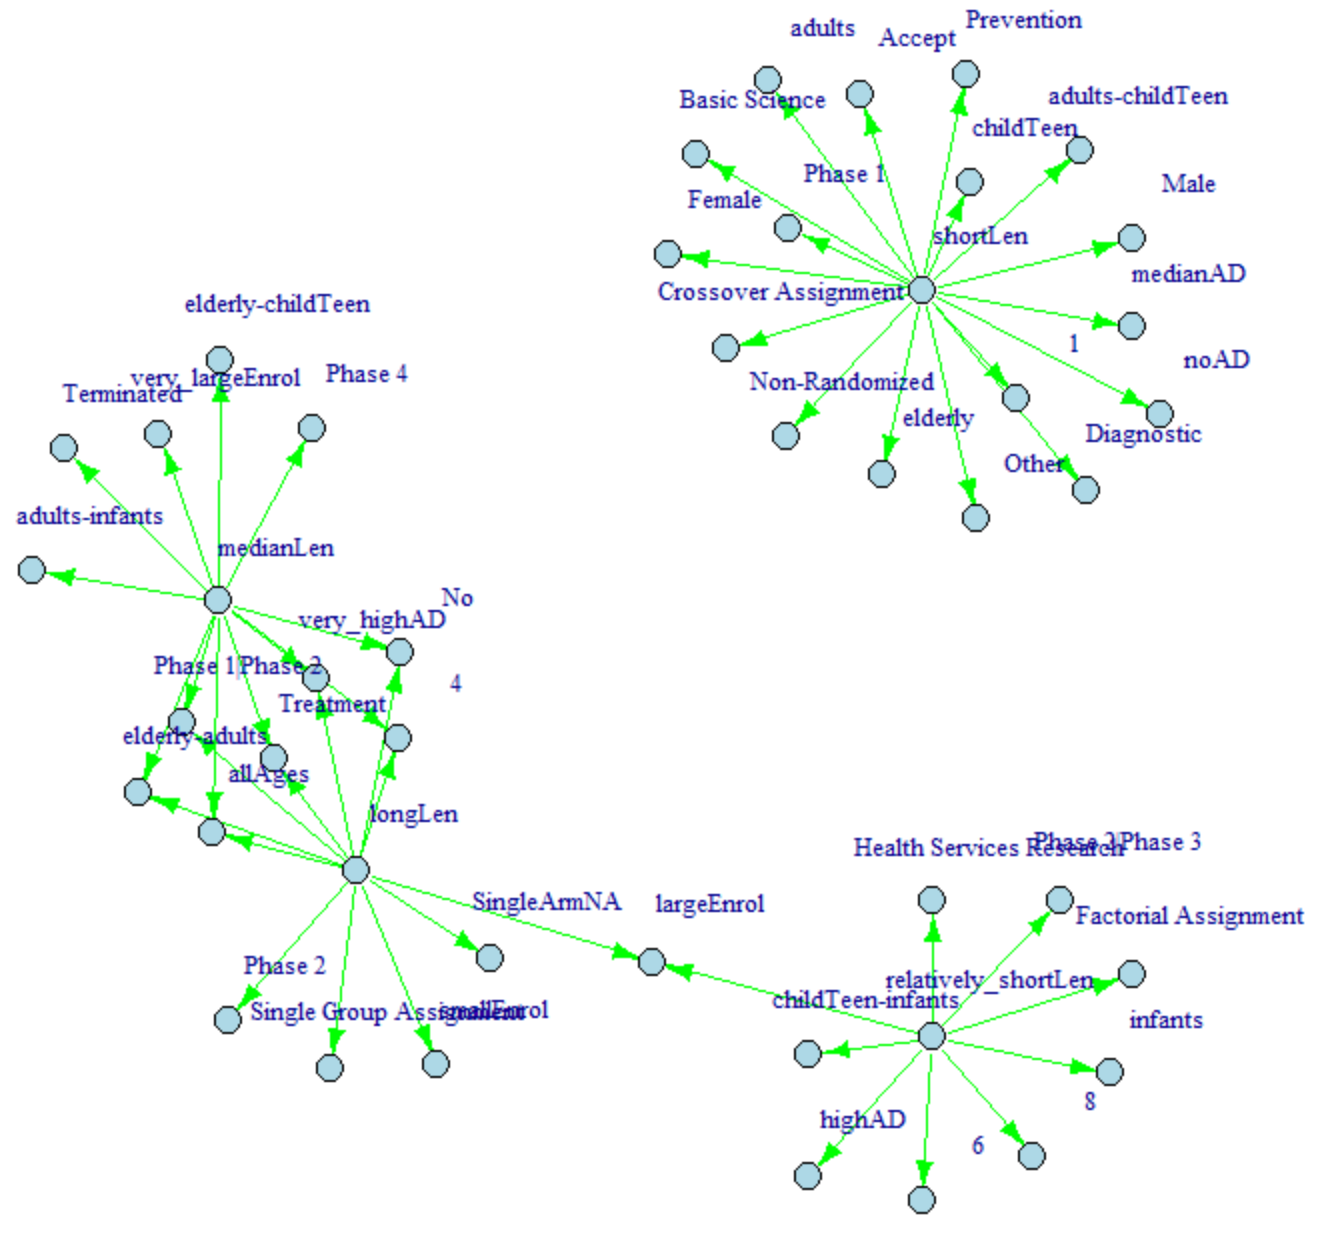 Prevention
adults
Accept
Basic Science
adults-childTeen
childTeen
Phase 1
Male
Female
shortLen
medianAD
Crossover Assignment
1
noAD
Non-Randomized
elderly
Diagnostic
Other
elderly-childTeen
very_largeEnrol
Phase 4
Terminated
adults-infants
medianLen
No
very_highAD
Phase 1|Phase 2
4
Treatment
elderly-adults
allAges
longLen
SingleArmNA
largeEnrol
Phase 2
Single Group Assignment
smallEnrol
Health Services Research
Phase 2|Phase 3
Factorial Assignment
relatively_shortLen
childTeen-infants
infants
8
highAD
6